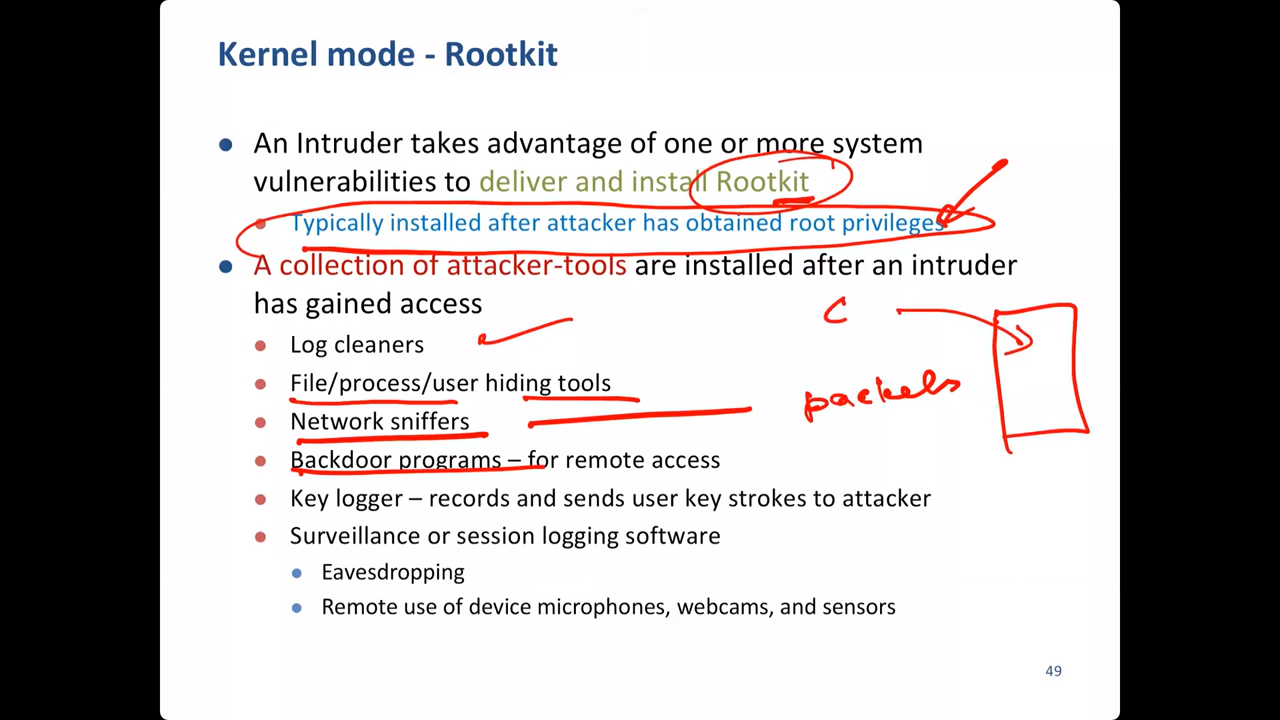 Kernel mode - Rootkit
An Intruder takes advantage of one or more system
vulnerabilities to deliver and install Rootkit
Typically installed after attacker has obtained root privileges
A collection of attacker-tools are installed after an intruder
has gained access
C
Log cleaners
File/process/user hiding tools
packets
Network sniffers
Backdoor programs – for remote access
Key logger – records and sends user key strokes to attacker
Surveillance or session logging software
Eavesdropping
Remote use of device microphones, webcams, and sensors
49